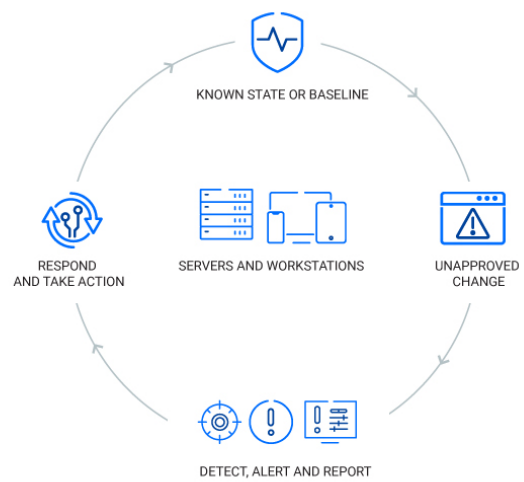 KNOWN STATE OR BASELINE
RESPOND
AND TAKE ACTION
SERVERS AND WORKSTATIONS
UNAPPROVED
CHANGE
DETECT, ALERT AND REPORT